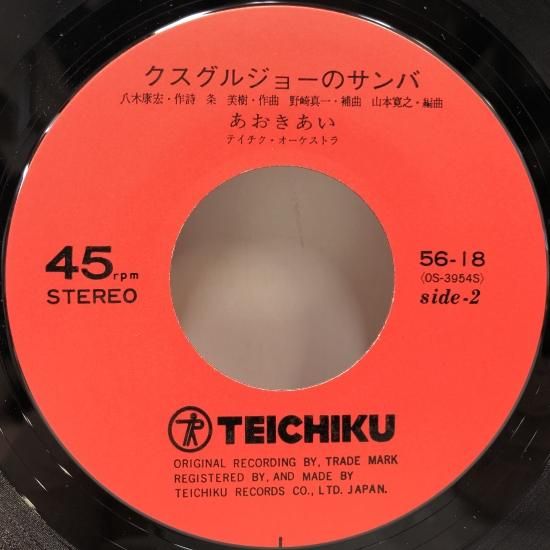 クスグルジョーのサンバ
八木康宏・作詩 条 美樹・作曲 野崎真一・補曲 山本寛之・編曲
あおきあい
テイチク・オーケストラ
45rpm
STEREO
56-18
(OS-3954S)
side-2
TEICHIKU
ORIGINAL RECORDING BY, TRADE MARK
REGISTERED BY, AND MADE BY
TEICHIKU RECORDS CO., LTD. JAPAN.